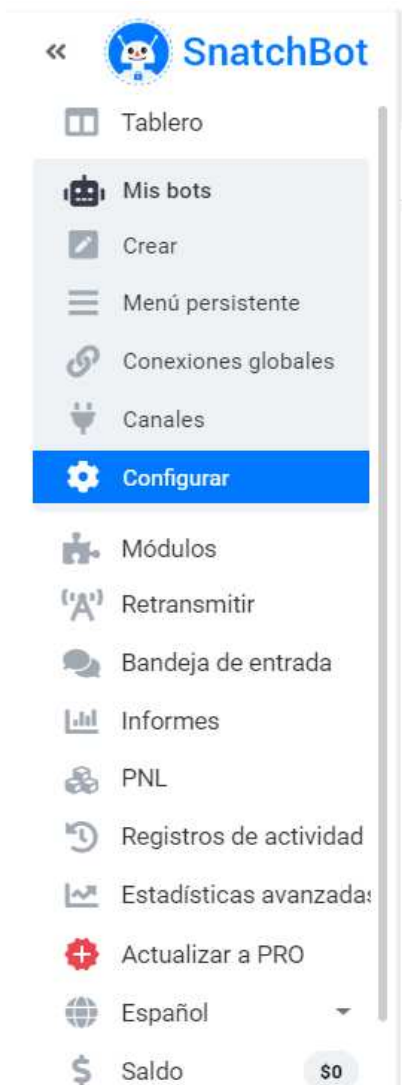 SnatchBot
Tablero
Mis bots
Crear
Menú persistente
Conexiones globales
Canales
Configurar
Módulos
Retransmitir
Bandeja de entrada
Informes
PNL
Registros de actividad
Estadísticas avanzadas
Actualizar a PRO
Español
Saldo $0